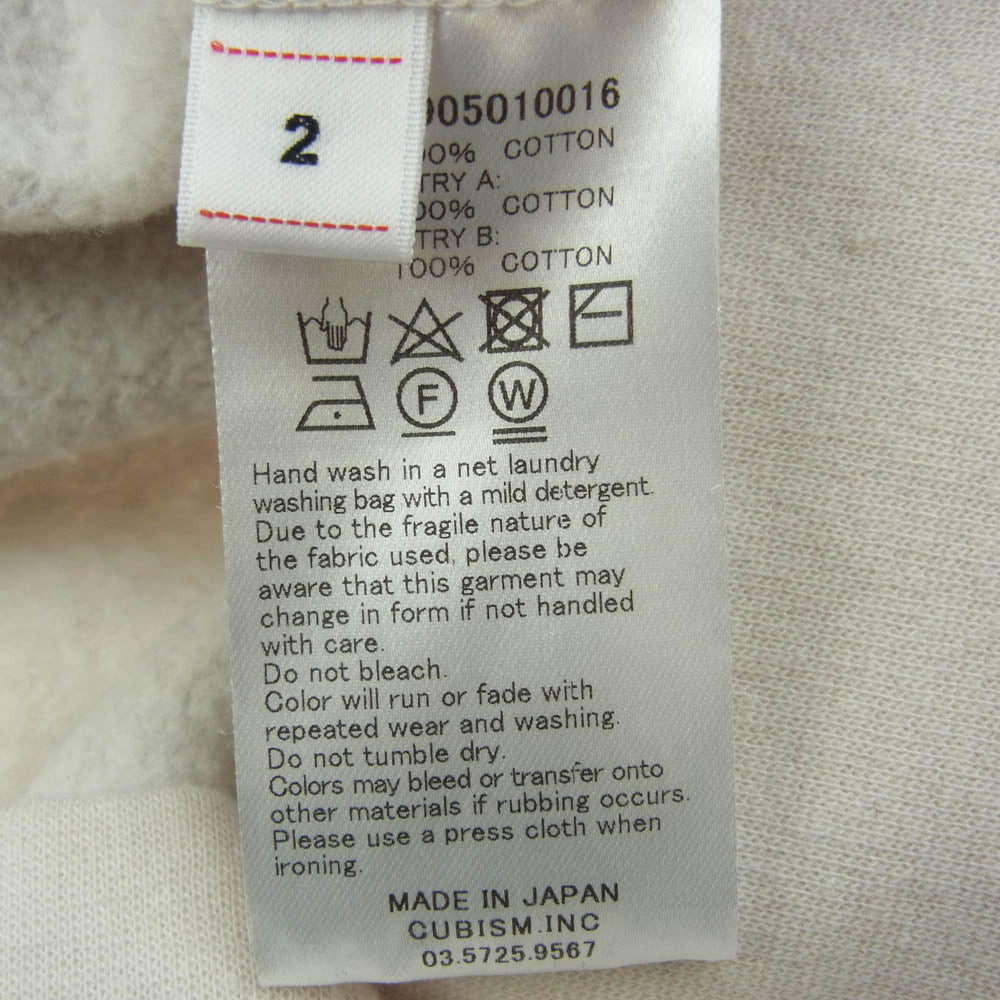 2
905010016
00% COTTON
TRY A:
00% COTTON
TRY B:
100% COTTON
F
W
Hand wash in a net laundry
washing bag with a mild detergent.
Due to the fragile nature of
the fabric used, please be
aware that this garment may
change in form if not handled
with care.
Do not bleach.
Color will run or fade with
repeated wear and washing.
Do not tumble dry.
Colors may bleed or transfer onto
other materials if rubbing occurs.
Please use a press cloth when
ironing.
MADE IN JAPAN
CUBISM.INC
03.5725.9567